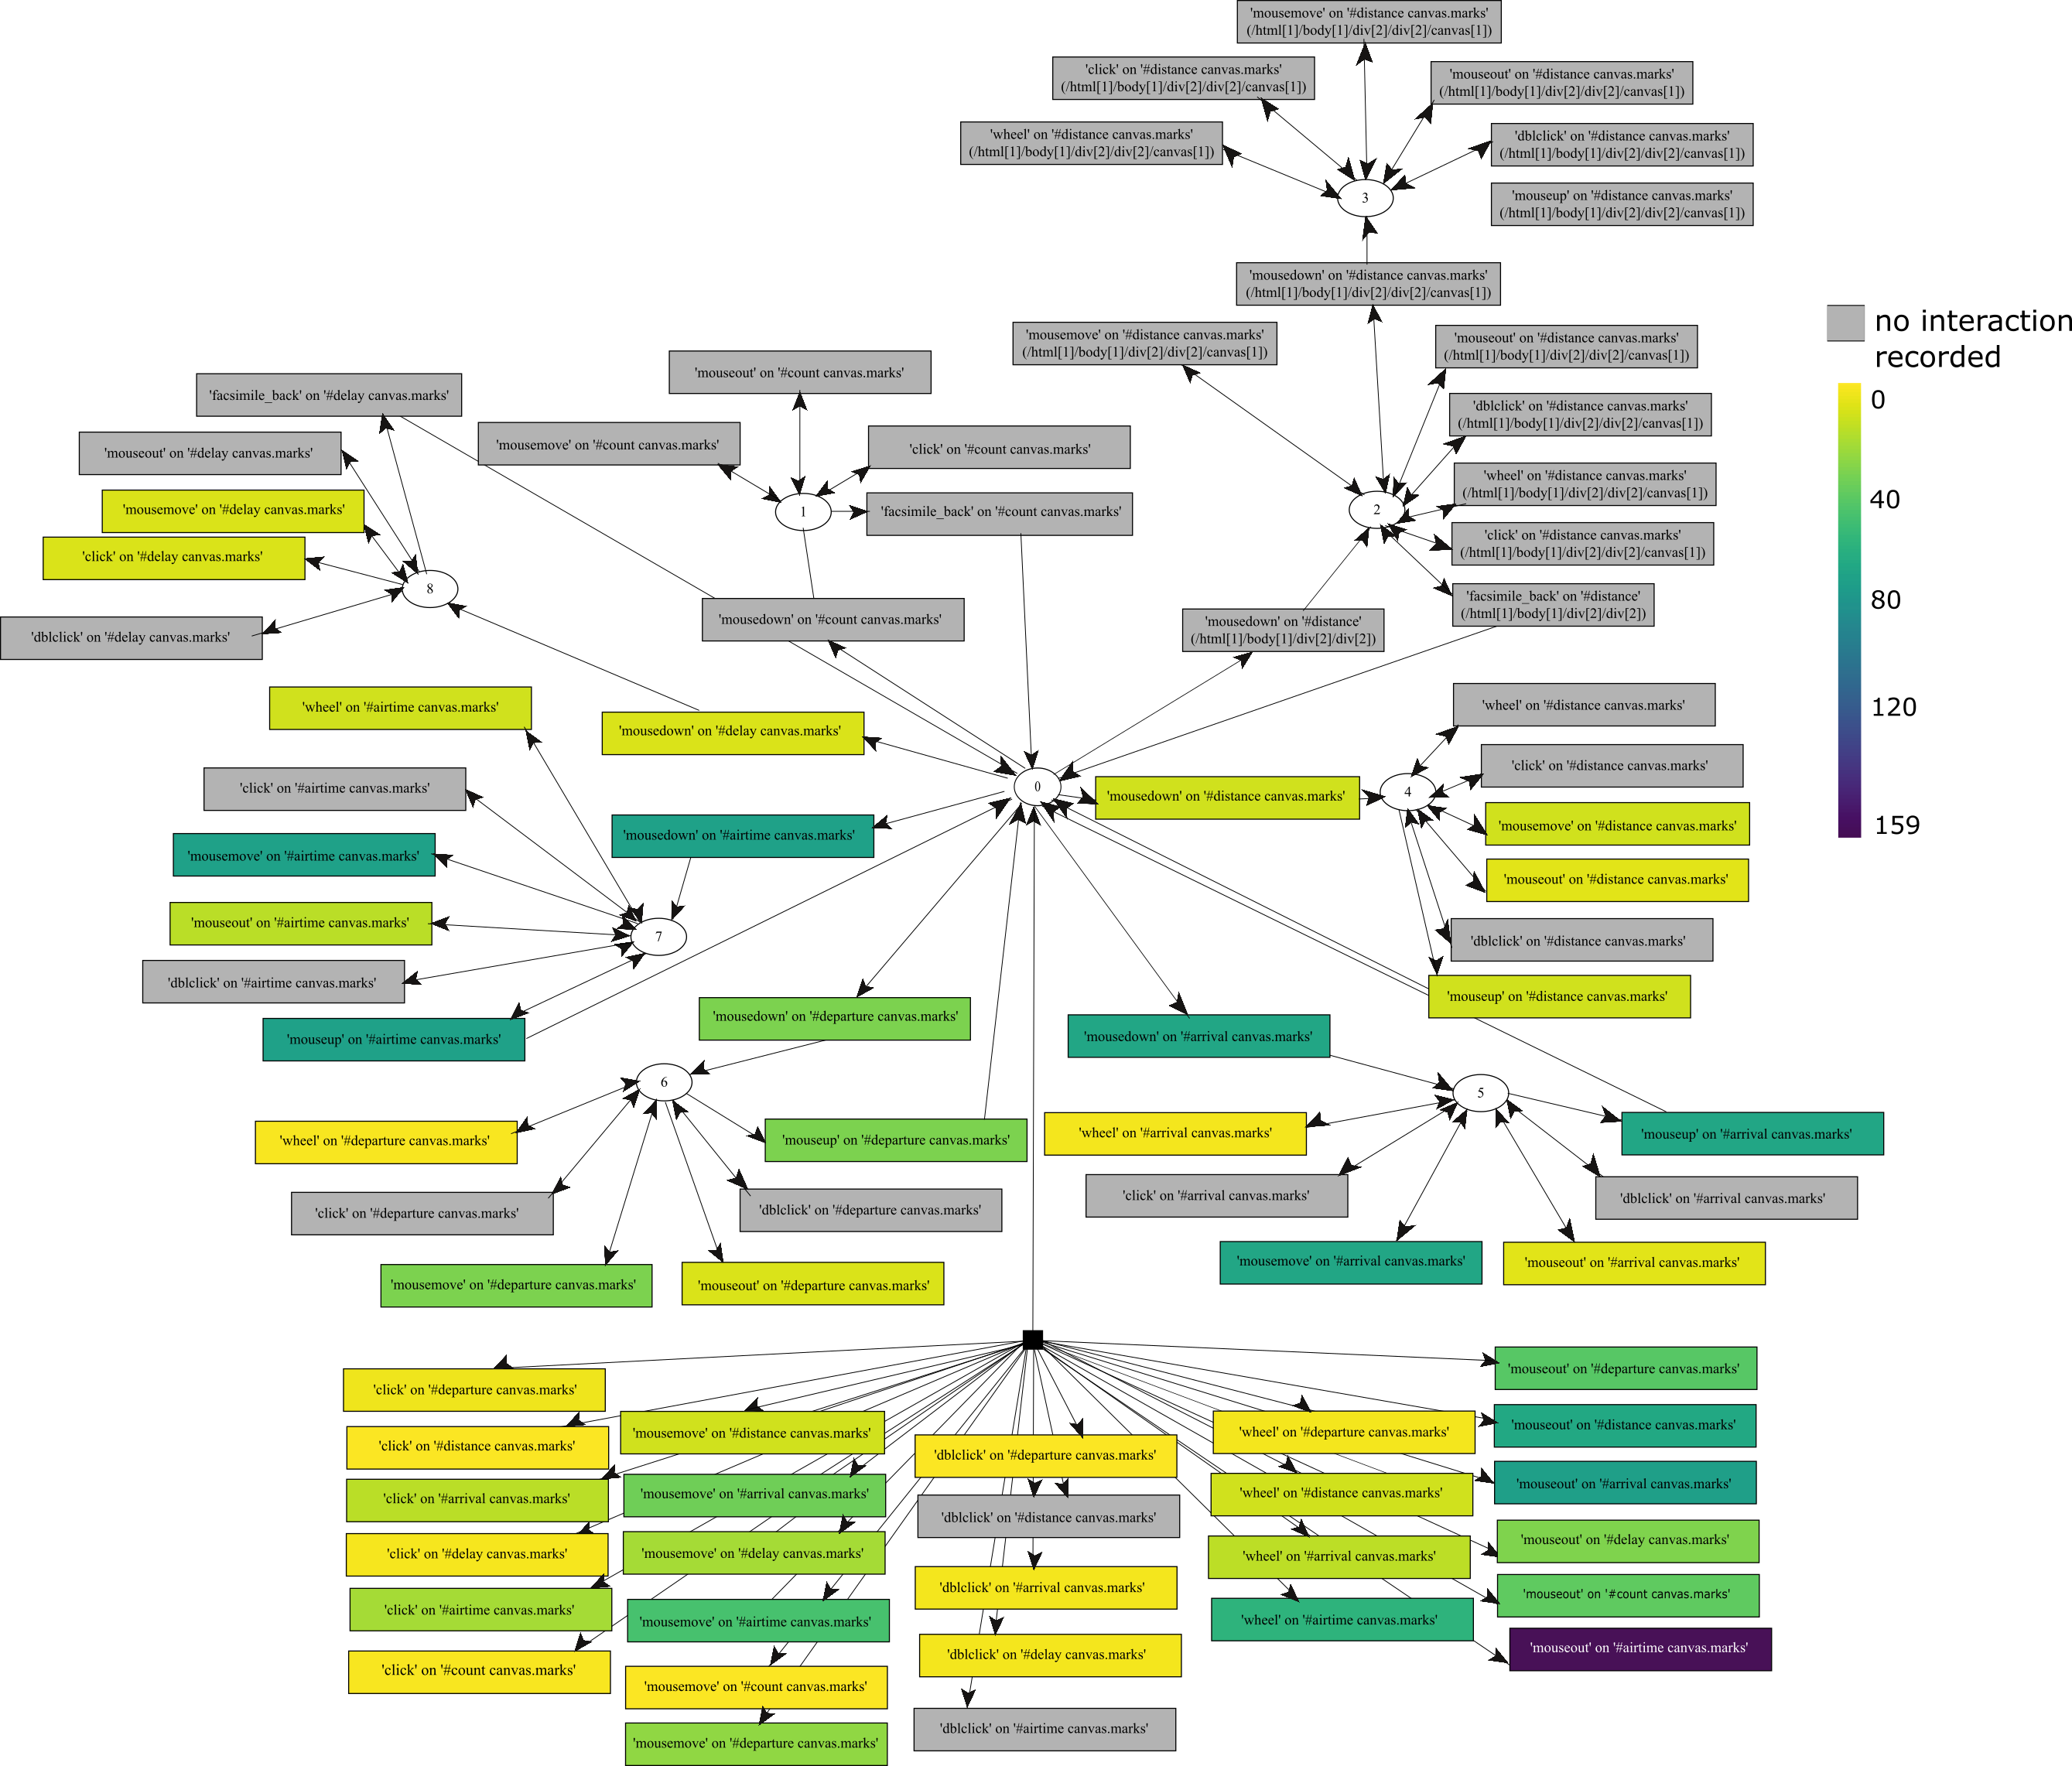 'mousemove' on '#distance canvas.marks'
(/html[1]/body[1]/div[2]/div[2]/canvas[1])
'click' on '#distance canvas.marks'
(/html[1]/body[1]/div[2]/div[2]/canvas[1])
'mouseout' on '#distance canvas.marks'
(/html[1]/body[1]/div[2]/div[2]/canvas[1])
'wheel' on '#distance canvas.marks'
(/html[1]/body[1]/div[2]/div[2]/canvas[1])
'dblclick' on '#distance canvas.marks'
(/html[1]/body[1]/div[2]/div[2]/canvas[1])
3
'mouseup' on '#distance canvas.marks'
(/html[1]/body[1]/div[2]/div[2]/canvas[1])
'mousedown' on '#distance canvas.marks'
(/html[1]/body[1]/div[2]/div[2]/canvas[1])
'mousemove' on '#distance canvas.marks'
(/html[1]/body[1]/div[2]/div[2]/canvas[1])
'mouseout' on '#distance canvas.marks'
(/html[1]/body[1]/div[2]/div[2]/canvas[1])
'dblclick' on '#distance canvas.marks'
(/html[1]/body[1]/div[2]/div[2]/canvas[1])
'wheel' on '#distance canvas.marks'
(/html[1]/body[1]/div[2]/div[2]/canvas[1])
2
'click' on '#distance canvas.marks'
(/html[1]/body[1]/div[2]/div[2]/canvas[1])
'facsimile_back' on '#distance'
(/html[1]/body[1]/div[2]/div[2])
'mousedown' on '#distance'
(/html[1]/body[1]/div[2]/div[2])
no interaction
recorded
0
40
80
120
159
'mouseout' on '#count canvas.marks'
'mousemove' on '#count canvas.marks'
'click' on '#count canvas.marks'
1
'facsimile_back' on '#count canvas.marks'
'mousedown' on '#count canvas.marks'
'facsimile_back' on '#delay canvas.marks'
'mouseout' on '#delay canvas.marks'
'mousemove' on '#delay canvas.marks'
'click' on '#delay canvas.marks'
8
'dblclick' on '#delay canvas.marks'
'mousedown' on '#delay canvas.marks'
0
'wheel' on '#airtime canvas.marks'
'click' on '#airtime canvas.marks'
'mousedown' on '#airtime canvas.marks'
'mousemove' on '#airtime canvas.marks'
'mouseout' on '#airtime canvas.marks'
7
'dblclick' on '#airtime canvas.marks'
'mouseup' on '#airtime canvas.marks'
'wheel' on '#distance canvas.marks'
'click' on '#distance canvas.marks'
'mousedown' on '#distance canvas.marks'
4
'mousemove' on '#distance canvas.marks'
'mouseout' on '#distance canvas.marks'
'dblclick' on '#distance canvas.marks'
'mouseup' on '#distance canvas.marks'
'mousedown' on '#departure canvas.marks'
6
'wheel' on '#departure canvas.marks'
'mouseup' on '#departure canvas.marks'
'click' on '#departure canvas.marks'
'dblclick' on '#departure canvas.marks'
'mousemove' on '#departure canvas.marks'
'mouseout' on '#departure canvas.marks'
'mousedown' on '#arrival canvas.marks'
5
'wheel' on '#arrival canvas.marks'
'mouseup' on '#arrival canvas.marks'
'click' on '#arrival canvas.marks'
'dblclick' on '#arrival canvas.marks'
'mousemove' on '#arrival canvas.marks'
'mouseout' on '#arrival canvas.marks'
'click' on '#departure canvas.marks'
'click' on '#distance canvas.marks'
'click' on '#arrival canvas.marks'
'click' on '#delay canvas.marks'
'click' on '#airtime canvas.marks'
'click' on '#count canvas.marks'
'mousemove' on '#distance canvas.marks'
'mousemove' on '#arrival canvas.marks'
'mousemove' on '#delay canvas.marks'
'mousemove' on '#airtime canvas.marks'
'mousemove' on '#count canvas.marks'
'mousemove' on '#departure canvas.marks'
'dblclick' on '#departure canvas.marks'
'dblclick' on '#distance canvas.marks'
'dblclick' on '#arrival canvas.marks'
'dblclick' on '#delay canvas.marks'
'dblclick' on '#airtime canvas.marks'
'wheel' on '#departure canvas.marks'
'wheel' on '#distance canvas.marks'
'wheel' on '#arrival canvas.marks'
'wheel' on '#airtime canvas.marks'
'mouseout' on '#departure canvas.marks'
'mouseout' on '#distance canvas.marks'
'mouseout' on '#arrival canvas.marks'
'mouseout' on '#delay canvas.marks'
'mouseout' on '#count canvas.marks'
'mouseout' on '#airtime canvas.marks'